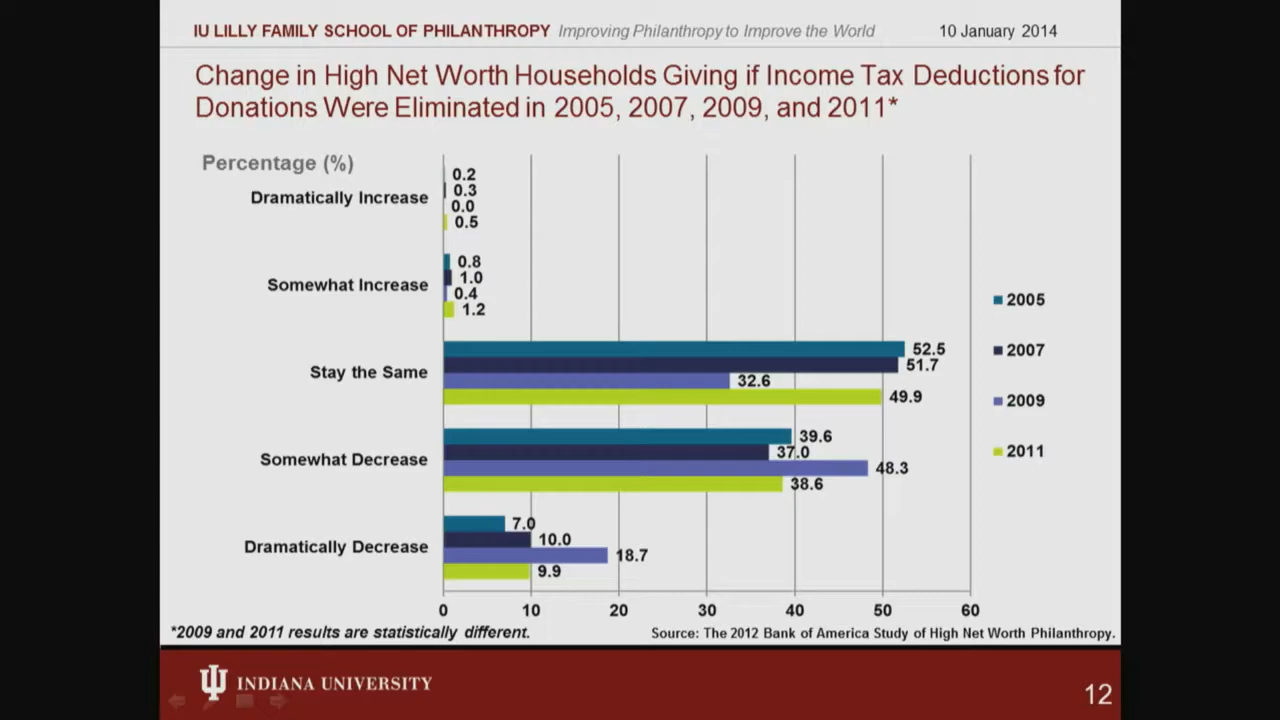 IU LILLY FAMILY SCHOOL OF PHILANTHROPY Improving Philanthropy to Improve the World 10 January 2014
Change in High Net Worth Households Giving if Income Tax Deductions for
Donations Were Eliminated in 2005, 2007, 2009, and 2011*
Percentage (%)
Dramatically Increase
0.2
0.3
0.0
0.5
Somewhat Increase
0.8
1.0
0.4
1.2
Stay the Same
52.5
51.7
32.6
49.9
Somewhat Decrease
39.6
37.0
48.3
38.6
Dramatically Decrease
7.0
10.0
18.7
9.9
0 10 20 30 40 50 60
2005
2007
2009
2011
*2009 and 2011 results are statistically different.
Source: The 2012 Bank of America Study of High Net Worth Philanthropy.
INDIANA UNIVERSITY
12